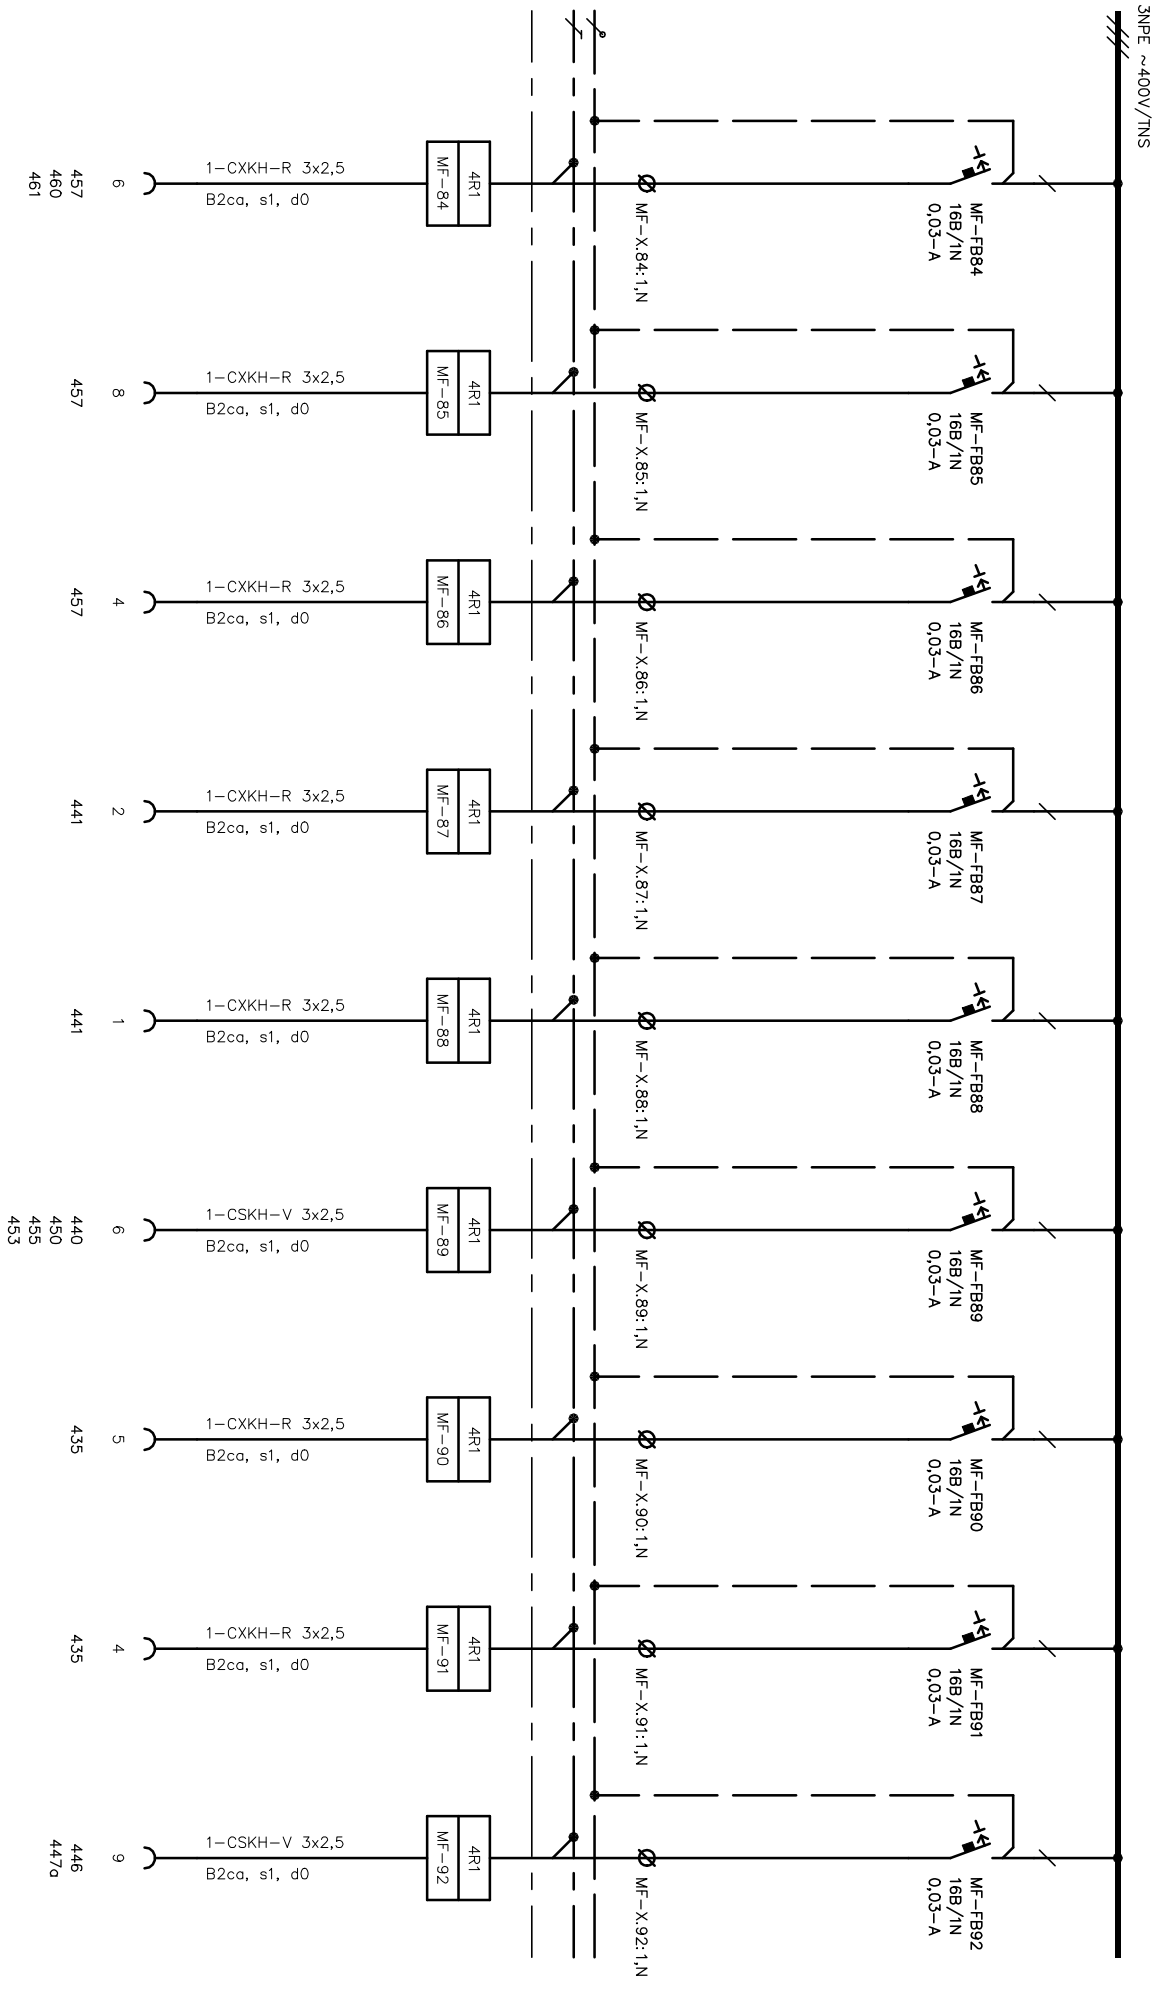 3NPE ~400V/TNS
MF-FB84
16B/1N
0,03-A
MF-X.84:1,N
4R1
MF-84
1-CXKH-R 3x2,5
B2ca, s1, d0
6
457
460
461
MF-FB85
16B/1N
0,03-A
MF-X.85:1,N
4R1
MF-85
1-CXKH-R 3x2,5
B2ca, s1, d0
8
457
MF-FB86
16B/1N
0,03-A
MF-X.86:1,N
4R1
MF-86
1-CXKH-R 3x2,5
B2ca, s1, d0
4
457
MF-FB87
16B/1N
0,03-A
MF-X.87:1,N
4R1
MF-87
1-CXKH-R 3x2,5
B2ca, s1, d0
2
441
MF-FB88
16B/1N
0,03-A
MF-X.88:1,N
4R1
MF-88
1-CXKH-R 3x2,5
B2ca, s1, d0
1
441
MF-FB89
16B/1N
0,03-A
MF-X.89:1,N
4R1
MF-89
1-CSKH-V 3x2,5
B2ca, s1, d0
6
440
450
455
453
MF-FB90
16B/1N
0,03-A
MF-X.90:1,N
4R1
MF-90
1-CXKH-R 3x2,5
B2ca, s1, d0
5
435
MF-FB91
16B/1N
0,03-A
MF-X.91:1,N
4R1
MF-91
1-CXKH-R 3x2,5
B2ca, s1, d0
4
435
MF-FB92
16B/1N
0,03-A
MF-X.92:1,N
4R1
MF-92
1-CSKH-V 3x2,5
B2ca, s1, d0
9
446
447a